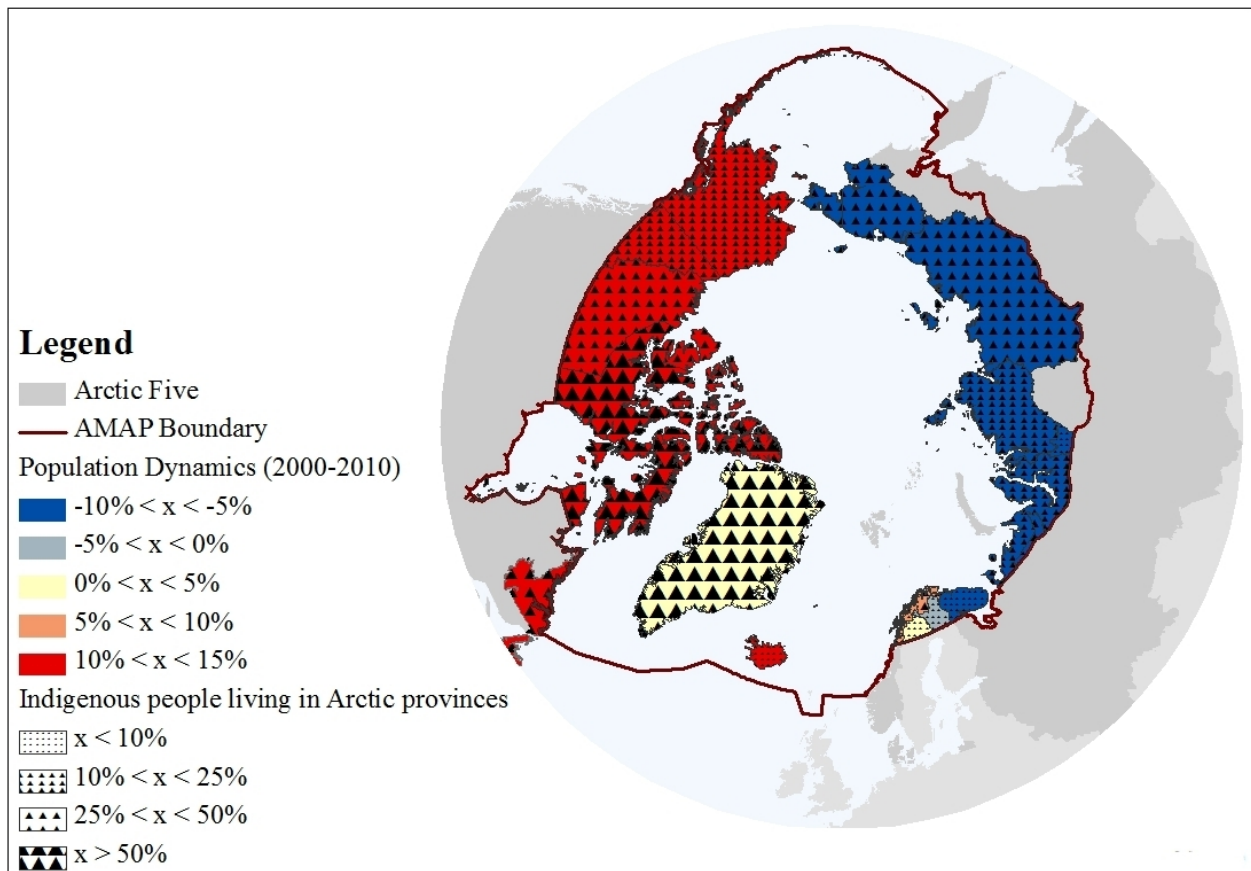 Legend
Arctic Five
AMAP Boundary
Population Dynamics (2000-2010)
-10% < x < -5%
-5% < x < 0%
0% < x < 5%
5% < x < 10%
10% < x < 15%
Indigenous people living in Arctic provinces
x < 10%
10% < x < 25%
25% < x < 50%
x > 50%